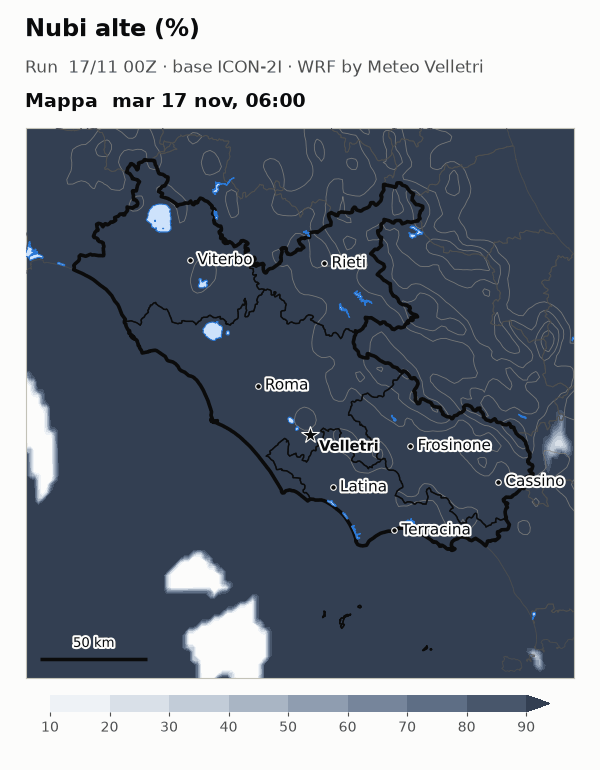 Nubi alte (%)
Run  17/11 00Z · base ICON-2I · WRF by Meteo Velletri
Mappa  mar 17 nov, 06:00
Viterbo
Rieti
Roma
Velletri
Frosinone
Cassino
Latina
Terracina
50 km
10 20 30 40 50 60 70 80 90